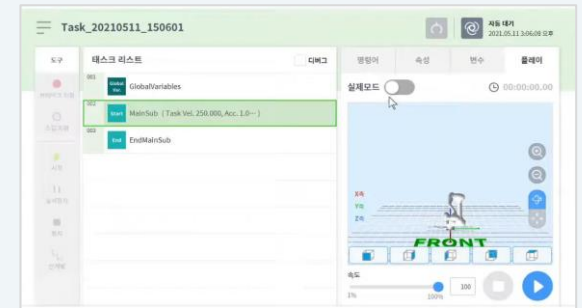 Task_20210511_150601
자동 대기
2021.05.11 3:06:08 오후
도구
태스크 리스트
디버그
명령어
속성
변수
플레이
001
Global Var.
GlobalVariables
002
Start
MainSub ( Task Vel. 250.000, Acc. 1.0··· )
003
End
EndMainSub
실제모드
00:00:00.00
X축
Y축
Z축
FRONT
속도
1%
100%
100